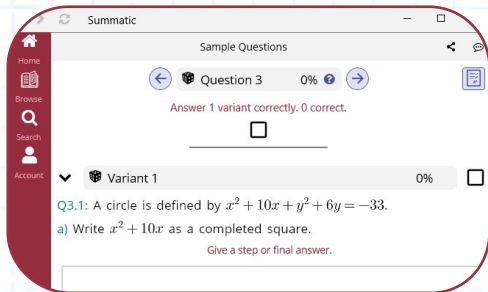 Summatic
Sample Questions
Home
Question 3 0%
Browse
Answer 1 variant correctly. 0 correct.
Search
Account
Variant 1 0%
Q3.1: A circle is defined by x² + 10x + y² + 6y = −33.
a) Write x² + 10x as a completed square.
Give a step or final answer.